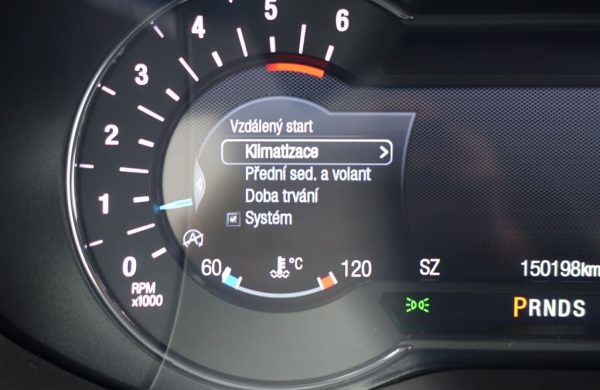 6
5
4
3
2
1
0
RPM
x1000
Vzdálený start
Klimatizace
Přední sed. a volant
Doba trvání
Systém
A
60 °C 120
SZ 150198km
PRNDS